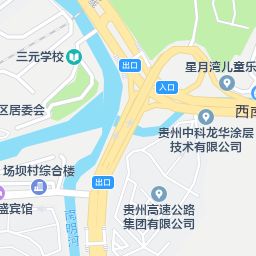 三元学校
出口
入口
星月湾儿童乐
西南
区居委会
贵州中科龙华涂层
技术有限公司
场坝村综合楼
出口
盛宾馆
贵州高速公路
集团有限公司
南明河